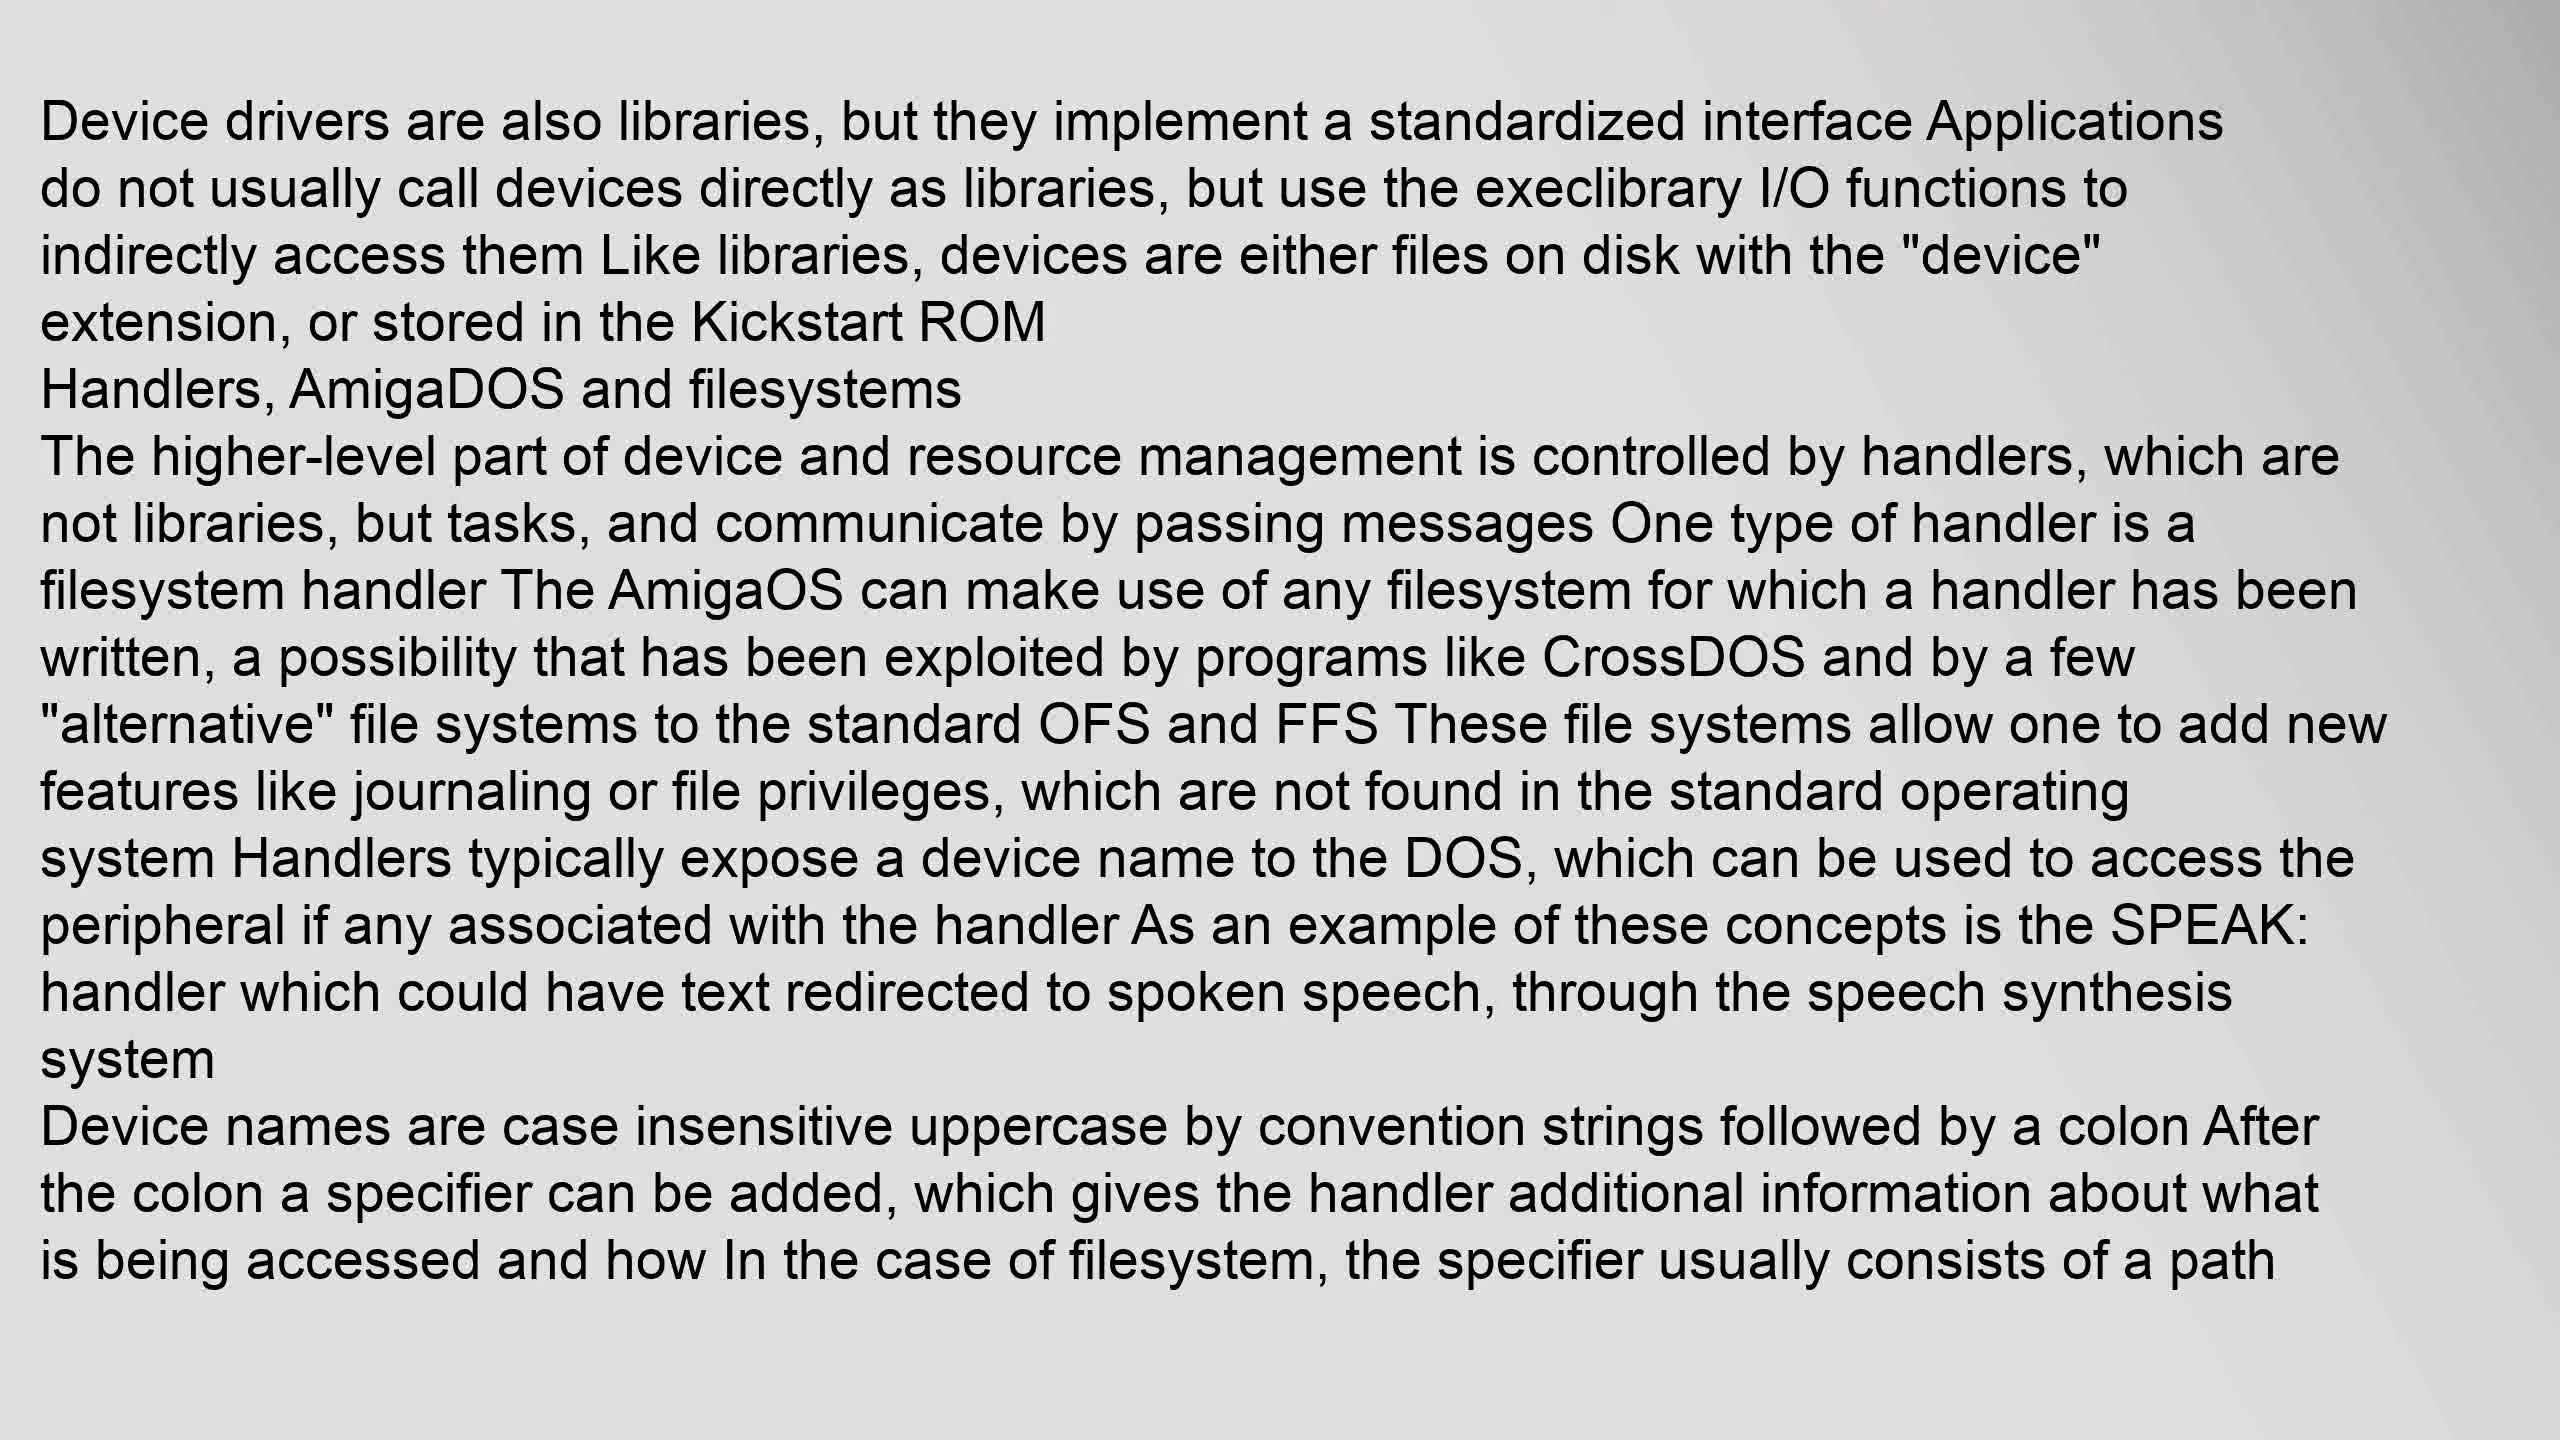 Device drivers are also libraries, but they implement a standardized interface Applications
do not usually call devices directly as libraries, but use the execlibrary I/O functions to
indirectly access them Like libraries, devices are either files on disk with the "device"
extension, or stored in the Kickstart ROM
Handlers, AmigaDOS and filesystems
The higher-level part of device and resource management is controlled by handlers, which are
not libraries, but tasks, and communicate by passing messages One type of handler is a
filesystem handler The AmigaOS can make use of any filesystem for which a handler has been
written, a possibility that has been exploited by programs like CrossDOS and by a few
"alternative" file systems to the standard OFS and FFS These file systems allow one to add new
features like journaling or file privileges, which are not found in the standard operating
system Handlers typically expose a device name to the DOS, which can be used to access the
peripheral if any associated with the handler As an example of these concepts is the SPEAK:
handler which could have text redirected to spoken speech, through the speech synthesis
system
Device names are case insensitive uppercase by convention strings followed by a colon After
the colon a specifier can be added, which gives the handler additional information about what
is being accessed and how In the case of filesystem, the specifier usually consists of a path